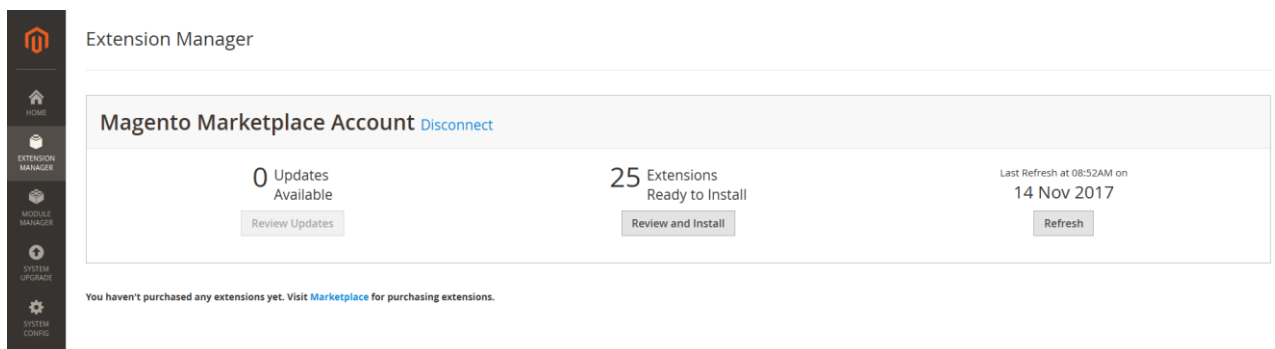 Extension Manager
HOME
EXTENSION
MANAGER
MODULE
MANAGER
SYSTEM
UPGRADE
SYSTEM
CONFIG
Magento Marketplace Account Disconnect
0 Updates
Available
Review Updates
25 Extensions
Ready to Install
Review and Install
Last Refresh at 08:52AM on
14 Nov 2017
Refresh
You haven't purchased any extensions yet. Visit Marketplace for purchasing extensions.